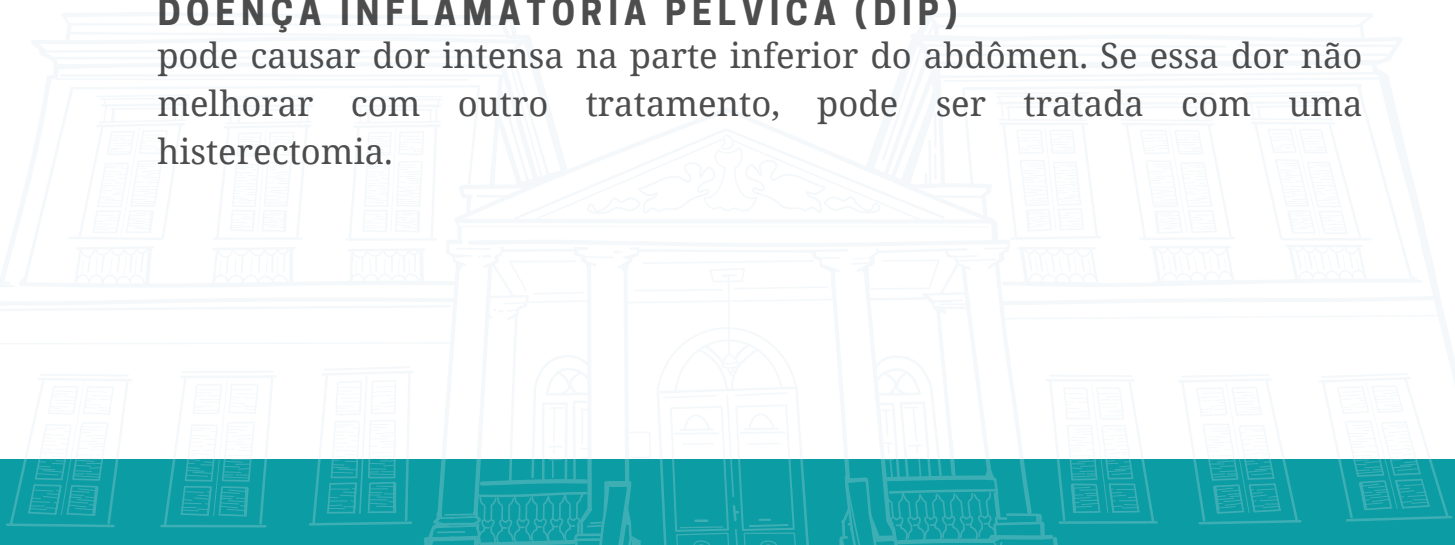 DOENÇA INFLAMATÓRIA PÉLVICA (DIP)
pode causar dor intensa na parte inferior do abdômen. Se essa dor não
melhorar com outro tratamento, pode ser tratada com uma
histerectomia.